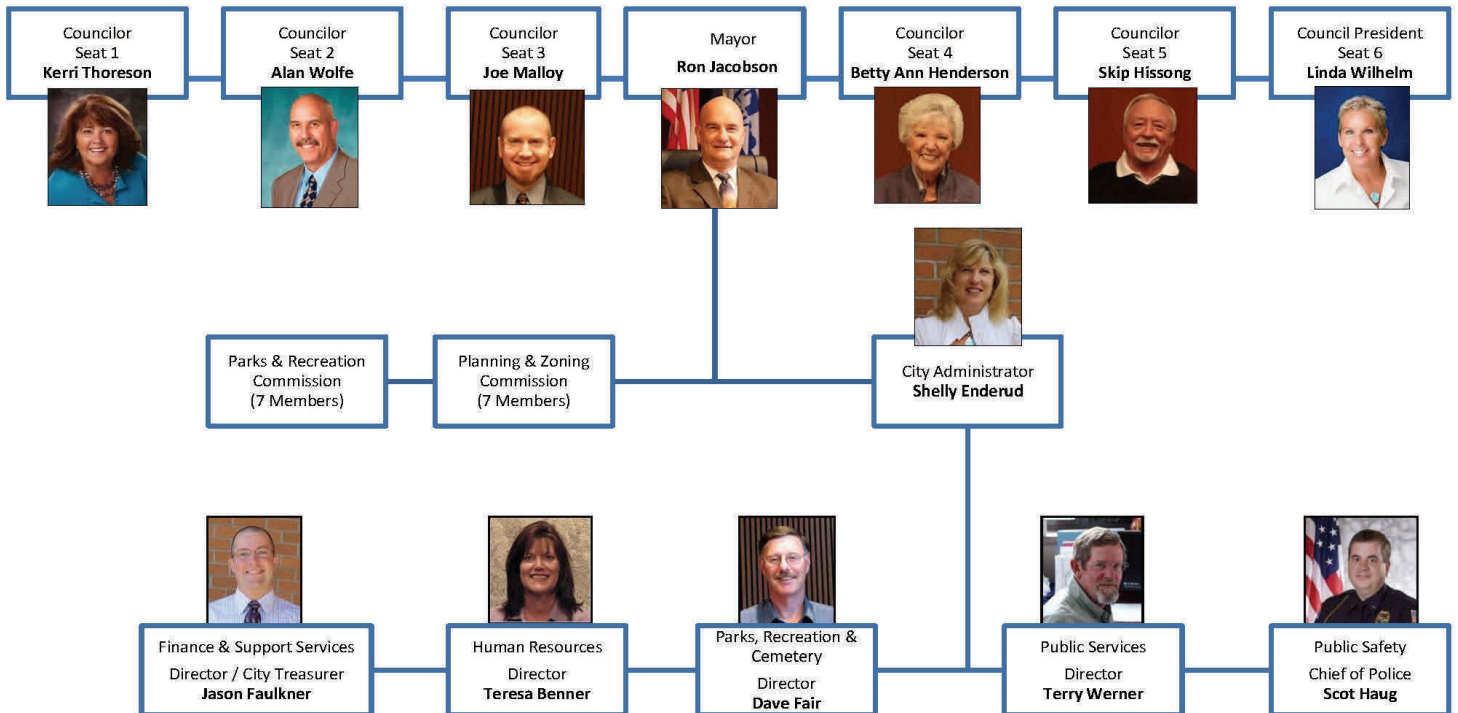 Councilor
Seat 1
Kerri Thoreson
Councilor
Seat 2
Alan Wolfe
Councilor
Seat 3
Joe Malloy
Mayor
Ron Jacobson
Councilor
Seat 4
Betty Ann Henderson
Councilor
Seat 5
Skip Hissong
Council President
Seat 6
Linda Wilhelm
Parks & Recreation
Commission
(7 Members)
Planning & Zoning
Commission
(7 Members)
City Administrator
Shelly Enderud
Finance & Support Services
Director / City Treasurer
Jason Faulkner
Human Resources
Director
Teresa Benner
Parks, Recreation &
Cemetery
Director
Dave Fair
Public Services
Director
Terry Werner
Public Safety
Chief of Police
Scot Haug